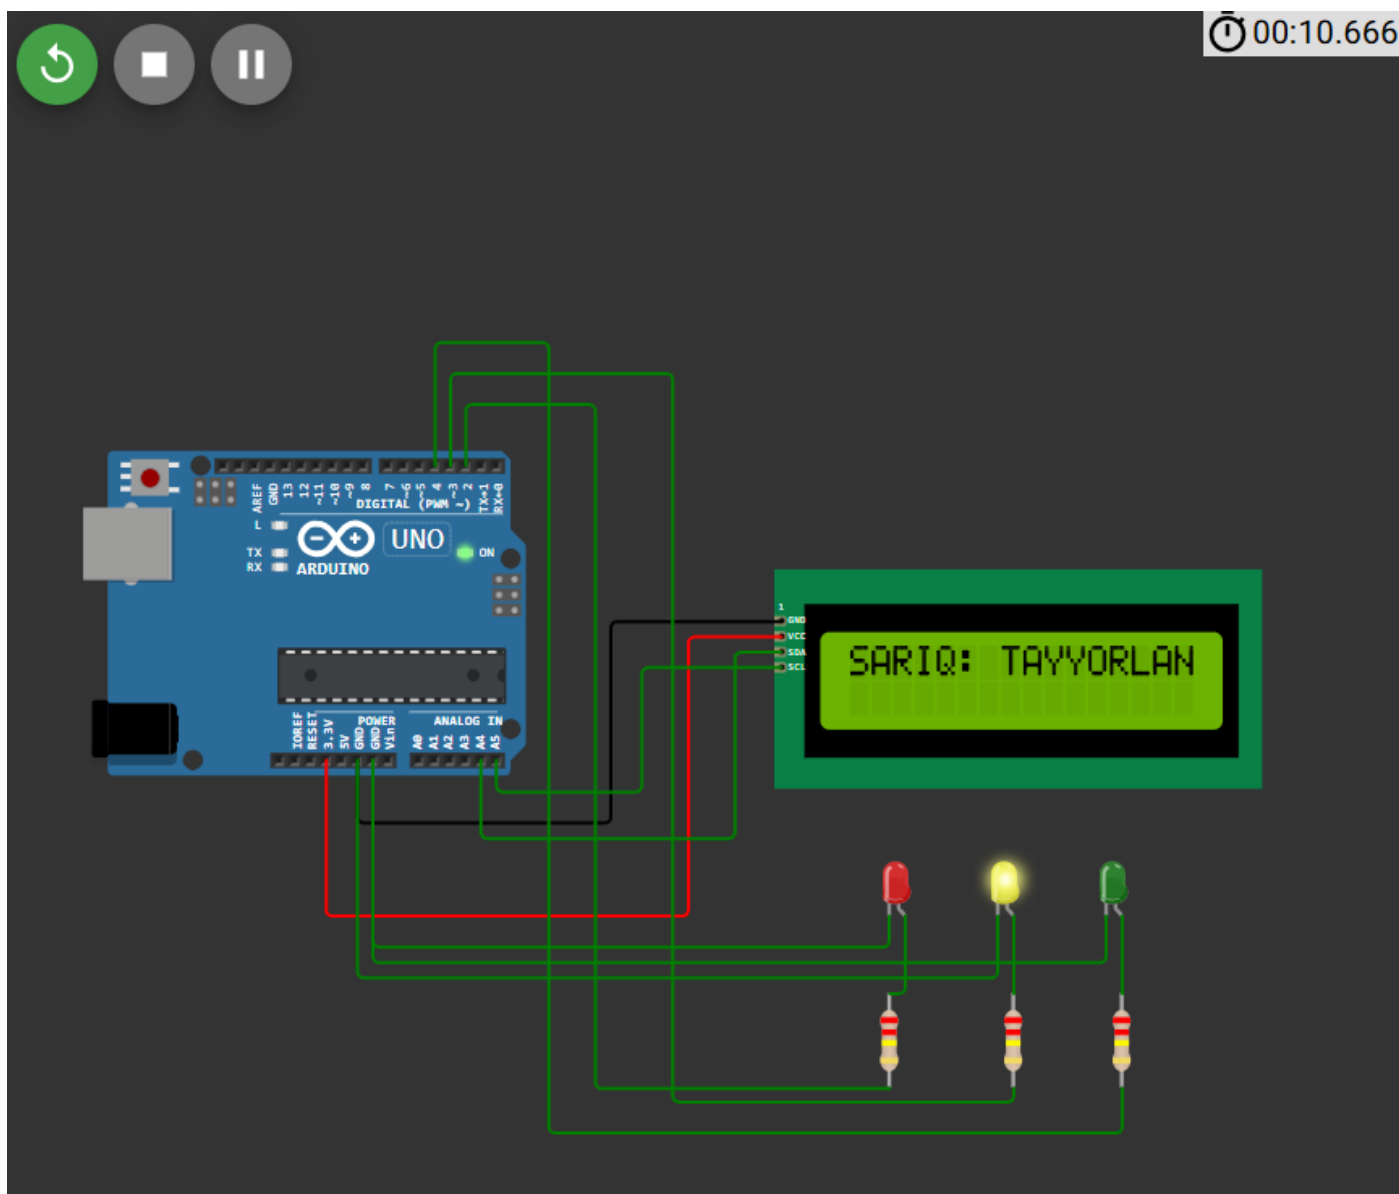 00:10.666
AREF
GND
13
12
~11
~10
~9
8
7
~6
~5
4
~3
2
TX→1
RX←0
DIGITAL (PWM ~)
L
TX
RX
UNO
ON
ARDUINO
IOREF
RESET
3.3V
5V
GND
GND
Vin
POWER
ANALOG IN
A0
A1
A2
A3
A4
A5
1
GND
VCC
SDA
SCL
SARIQ: TAYYORLAN